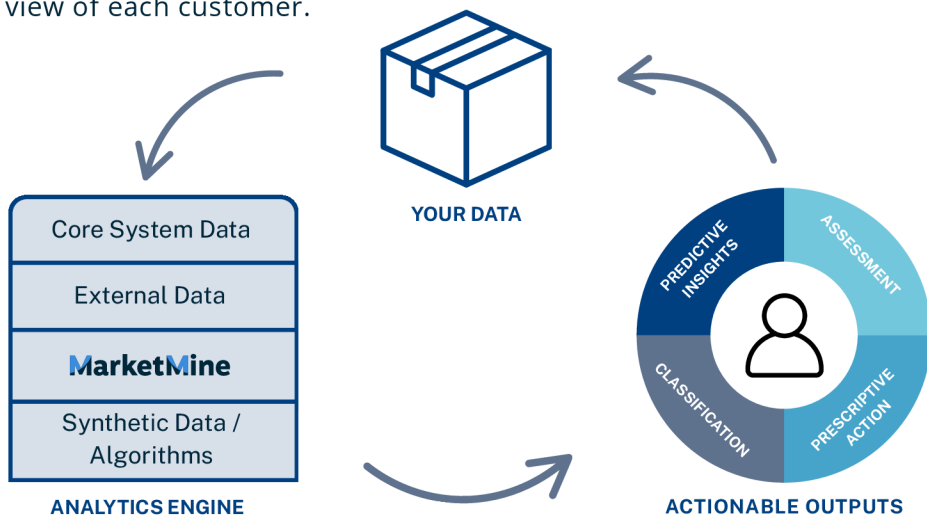 view of each customer.
YOUR DATA
Core System Data
External Data
MarketMine
Synthetic Data /
Algorithms
ANALYTICS ENGINE
PREDICTIVE
INSIGHTS
ASSESSMENT
CLASSIFICATION
PRESCRIPTIVE
ACTION
ACTIONABLE OUTPUTS